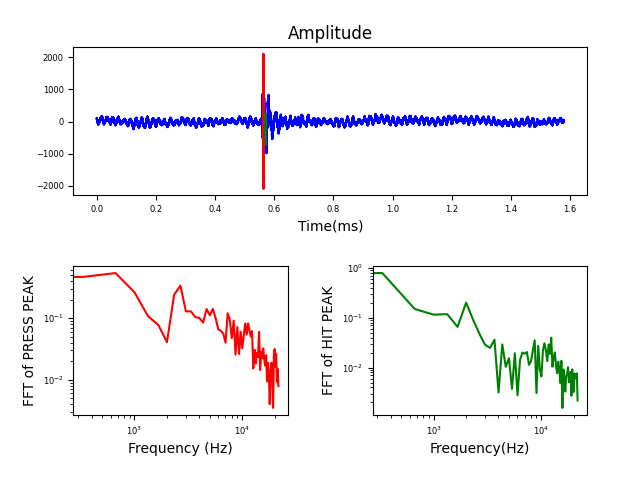 Amplitude
2000
1000
0
−1000
−2000
0.0 0.2 0.4 0.6 0.8 1.0 1.2 1.4 1.6
Time(ms)
FFT of PRESS PEAK
10⁻¹
10⁻²
10³ 10⁴
Frequency (Hz)
FFT of HIT PEAK
10⁰
10⁻¹
10⁻²
10³ 10⁴
Frequency(Hz)